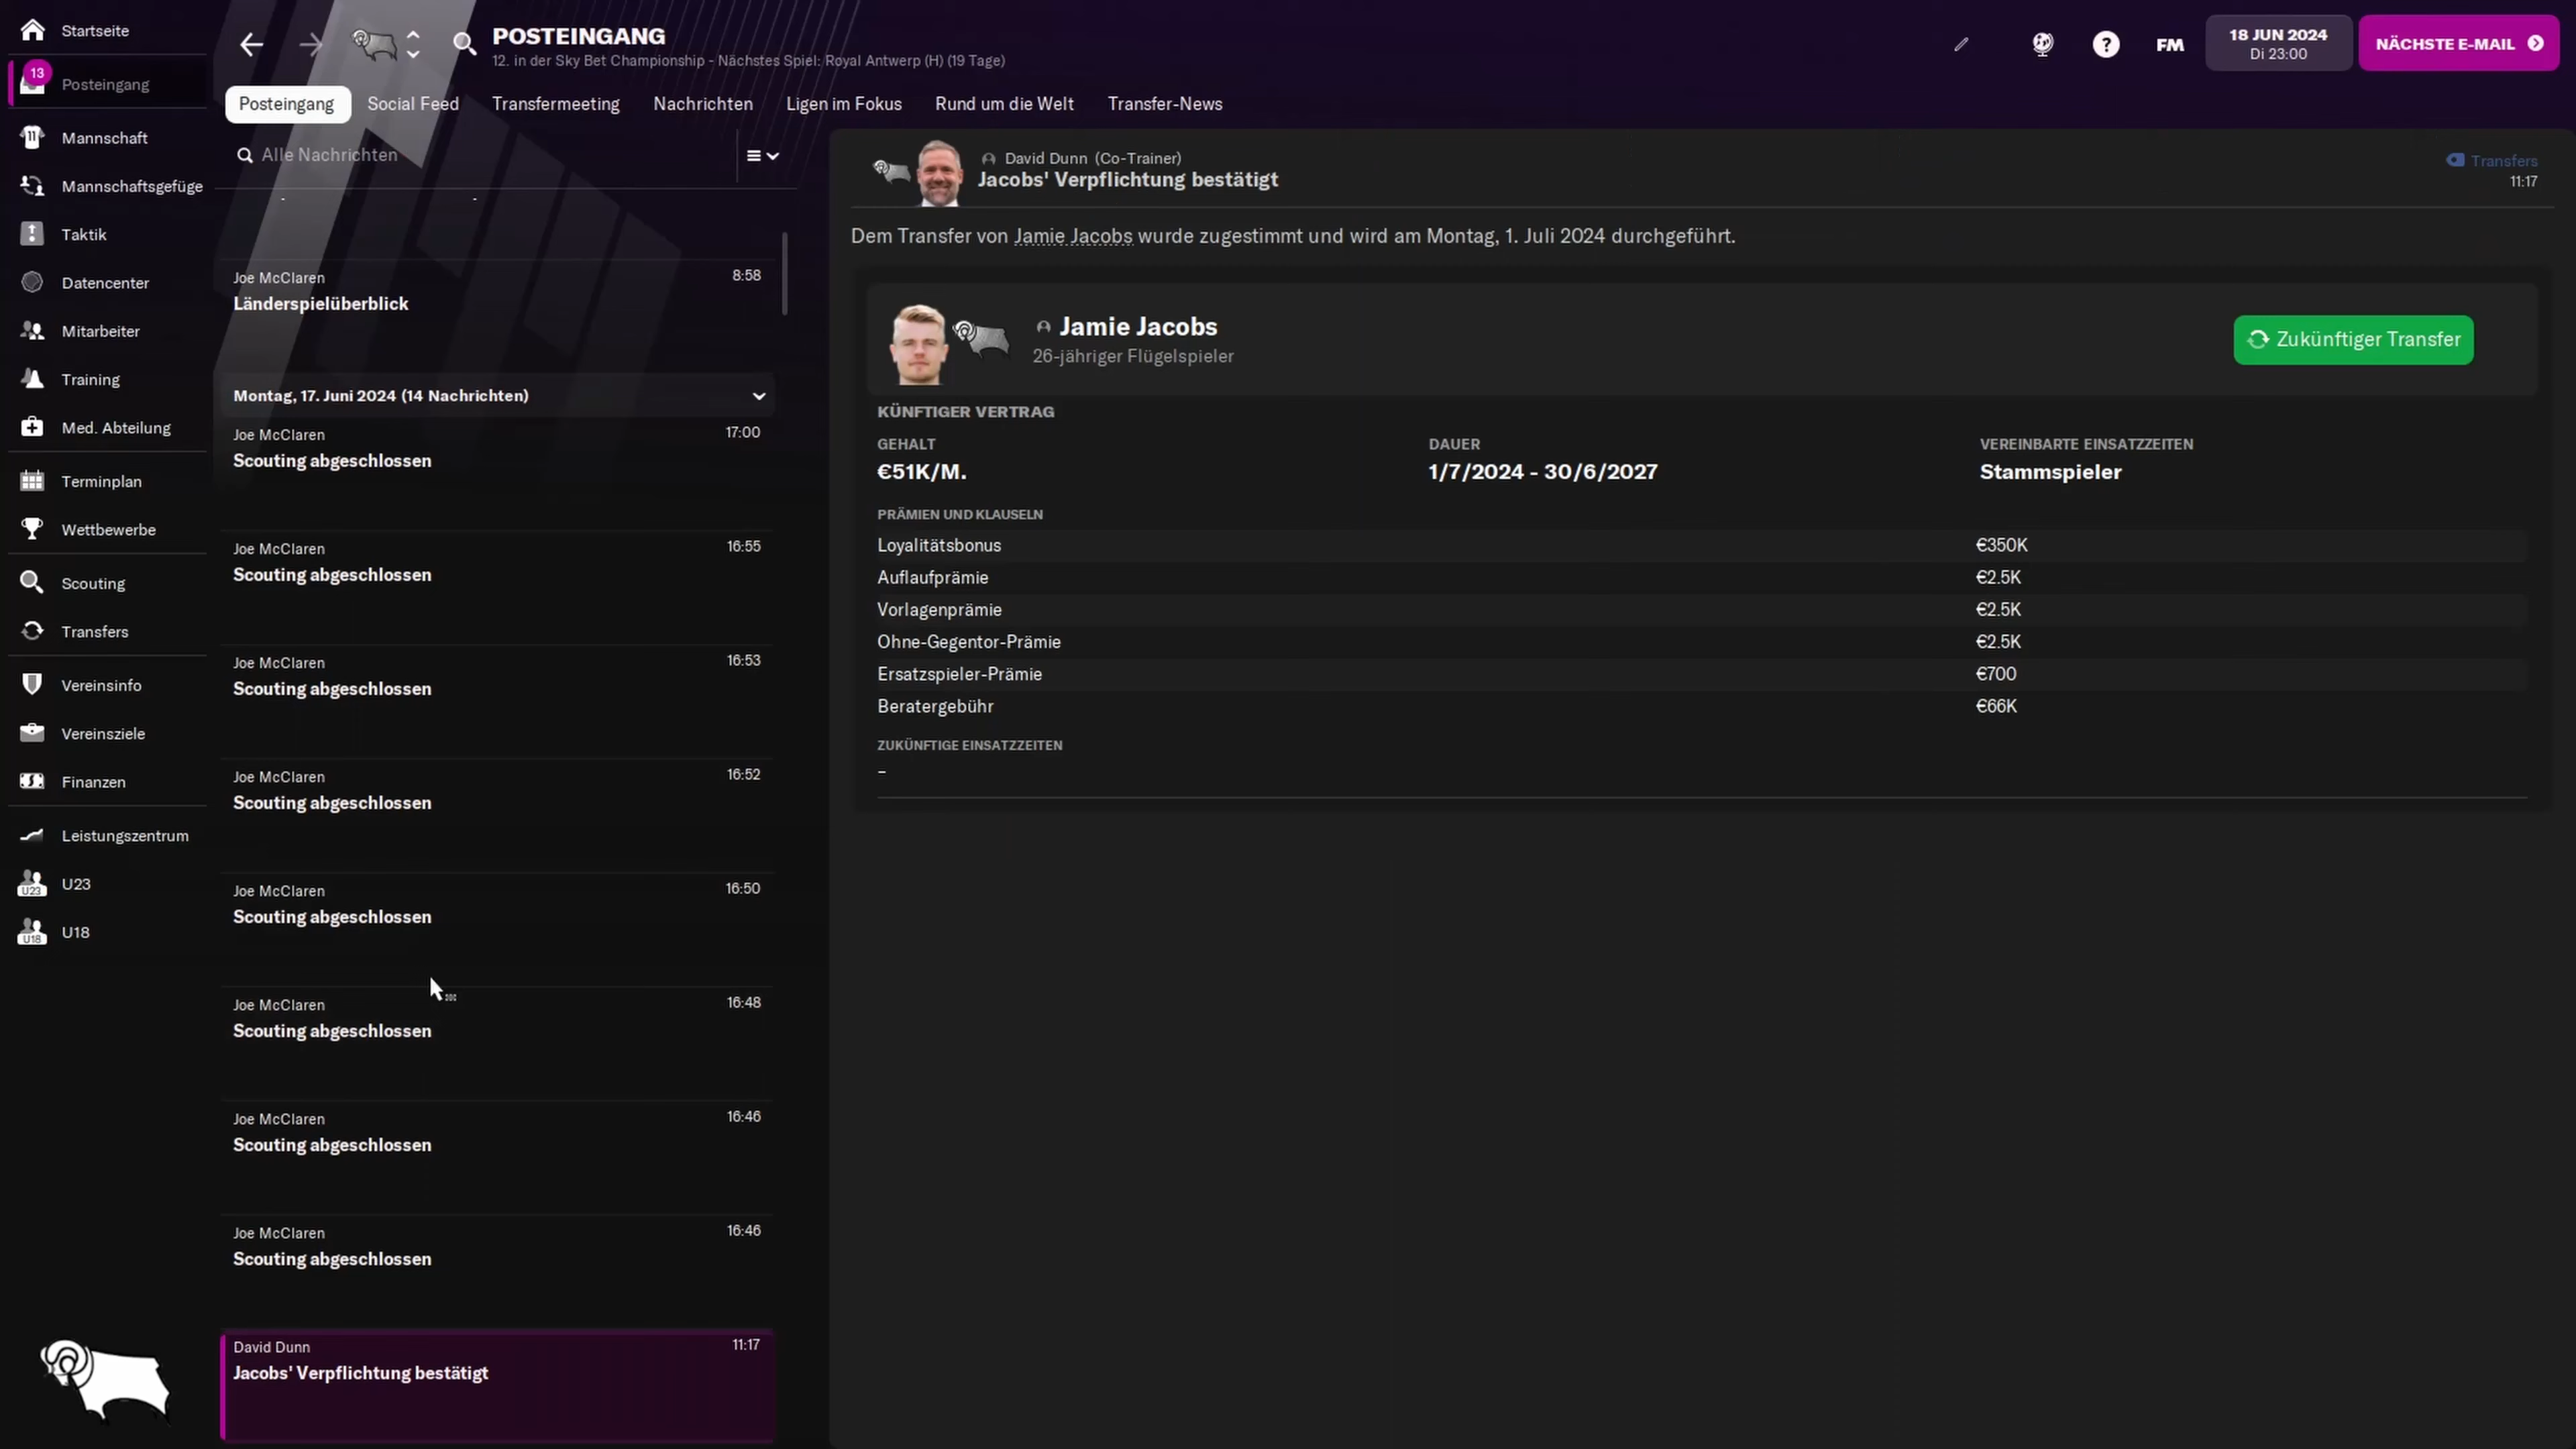 Startseite
13
Posteingang
11
Mannschaft
Mannschaftsgefüge
Taktik
Datencenter
Mitarbeiter
Training
Med. Abteilung
Terminplan
Wettbewerbe
Scouting
Transfers
Vereinsinfo
Vereinsziele
Finanzen
Leistungszentrum
U23
U23
U18
U18
POSTEINGANG
12. in der Sky Bet Championship - Nächstes Spiel: Royal Antwerp (H) (19 Tage)
?
FM
18 JUN 2024
Di 23:00
NÄCHSTE E-MAIL
Posteingang
Social Feed
Transfermeeting
Nachrichten
Ligen im Fokus
Rund um die Welt
Transfer-News
Alle Nachrichten
Joe McClaren 8:58
Länderspielüberblick
Montag, 17. Juni 2024 (14 Nachrichten)
Joe McClaren 17:00
Scouting abgeschlossen
Joe McClaren 16:55
Scouting abgeschlossen
Joe McClaren 16:53
Scouting abgeschlossen
Joe McClaren 16:52
Scouting abgeschlossen
Joe McClaren 16:50
Scouting abgeschlossen
Joe McClaren 16:48
Scouting abgeschlossen
Joe McClaren 16:46
Scouting abgeschlossen
Joe McClaren 16:46
Scouting abgeschlossen
David Dunn 11:17
Jacobs' Verpflichtung bestätigt
David Dunn (Co-Trainer)
Jacobs' Verpflichtung bestätigt
Transfers
11:17
Dem Transfer von Jamie Jacobs wurde zugestimmt und wird am Montag, 1. Juli 2024 durchgeführt.
Jamie Jacobs
26-jähriger Flügelspieler
Zukünftiger Transfer
KÜNFTIGER VERTRAG
GEHALT DAUER VEREINBARTE EINSATZZEITEN
€51K/M. 1/7/2024 - 30/6/2027 Stammspieler
PRÄMIEN UND KLAUSELN
Loyalitätsbonus €350K
Auflaufprämie €2.5K
Vorlagenprämie €2.5K
Ohne-Gegentor-Prämie €2.5K
Ersatzspieler-Prämie €700
Beratergebühr €66K
ZUKÜNFTIGE EINSATZZEITEN
–